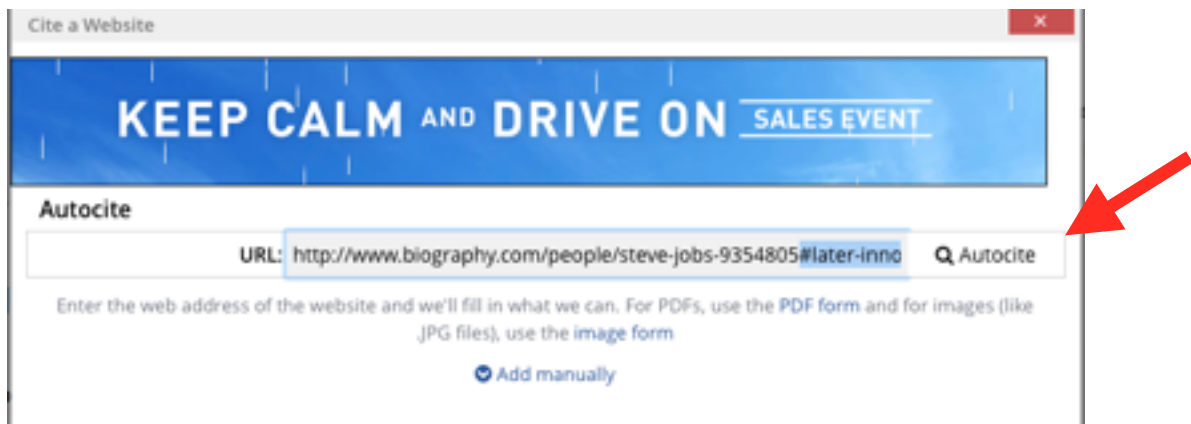 Cite a Website
KEEP CALM AND DRIVE ON SALES EVENT
Autocite
URL: http://www.biography.com/people/steve-jobs-9354805#later-inno Autocite
Enter the web address of the website and we'll fill in what we can. For PDFs, use the PDF form and for images (like
.JPG files), use the image form
Add manually